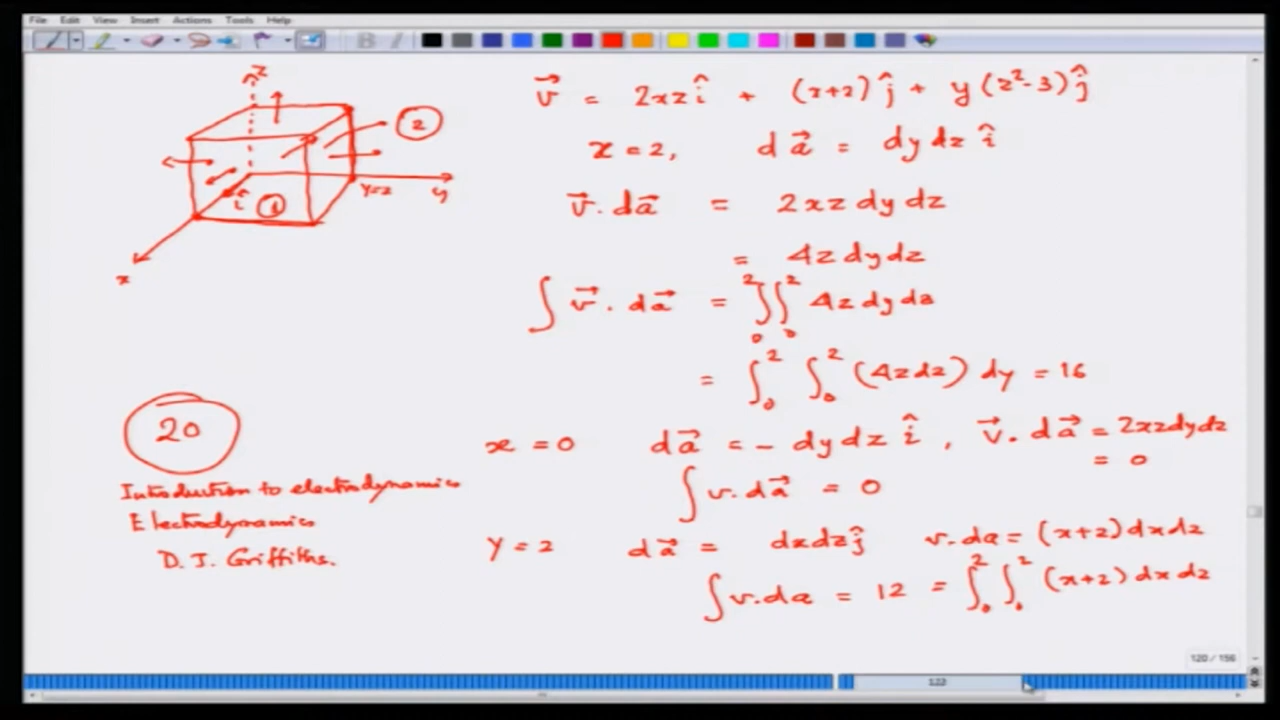 File Edit View Insert Actions Tools Help
B I
z
y
x
i
y=2
①
②
v⃗ = 2xz î + (x+2) ĵ + y(z²-3) ĵ
x=2, da⃗ = dy dz î
v⃗ . da⃗ = 2xz dy dz
= 4z dy dz
∫ v⃗ . da⃗ = ∫₀² ∫₀² 4z dy dz
= ∫₀² ∫₀² (4z dz) dy = 16
x = 0 da⃗ = - dy dz î , v⃗ . da⃗ = 2xz dy dz
= 0
∫ v . da⃗ = 0
y = 2 da⃗ = dx dz ĵ v . da = (x+2) dx dz
∫ v . da = 12 = ∫₀² ∫₀² (x+2) dx dz
20
Introduction to electrodynamics
Electrodynamics
D. J. Griffiths.
120 / 156
122